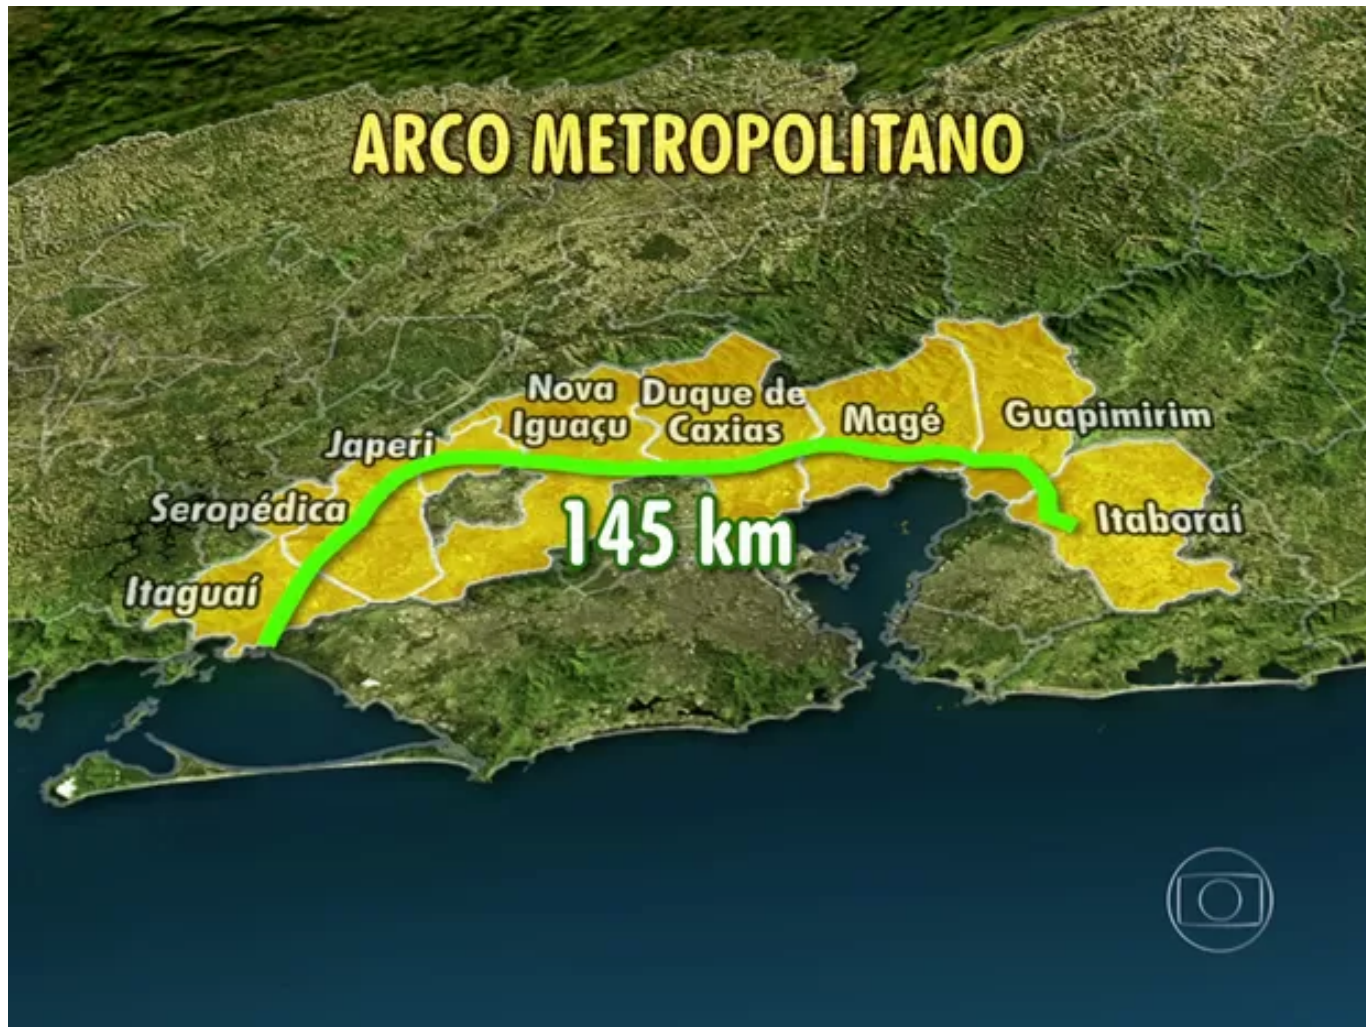 ARCO METROPOLITANO
Nova
Iguaçu
Duque de
Caxias
Magé
Guapimirim
Japeri
Seropédica
145 km
Itaboraí
Itaguaí